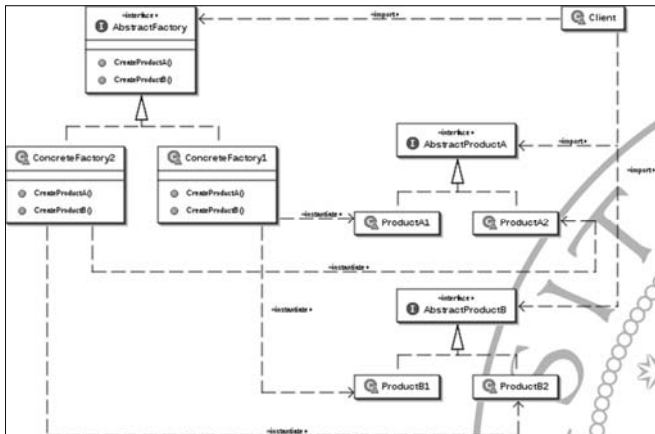 «interface»
AbstractFactory
CreateProductA()
CreateProductB()
«import»
Client
ConcreteFactory2
CreateProductA()
CreateProductB()
ConcreteFactory1
CreateProductA()
CreateProductB()
«interface»
AbstractProductA
«import»
«import»
«instantiate»
ProductA1
ProductA2
«instantiate»
«interface»
AbstractProductB
«instantiate»
ProductB1
ProductB2
«instantiate»
SIT